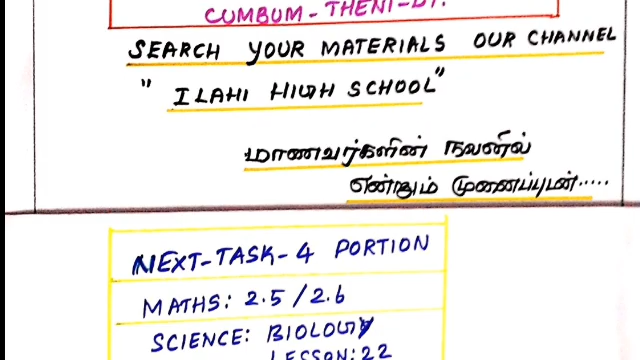 CUMBUM-THENI-DT.
SEARCH YOUR MATERIALS OUR CHANNEL
"ILAHI HIGH SCHOOL"
மாணவர்களின் நலனில்
என்றும் முனைப்புடன்.....
NEXT-TASK-4 PORTION
MATHS: 2.5/2.6
SCIENCE: BIOLOGY
LESSON:22